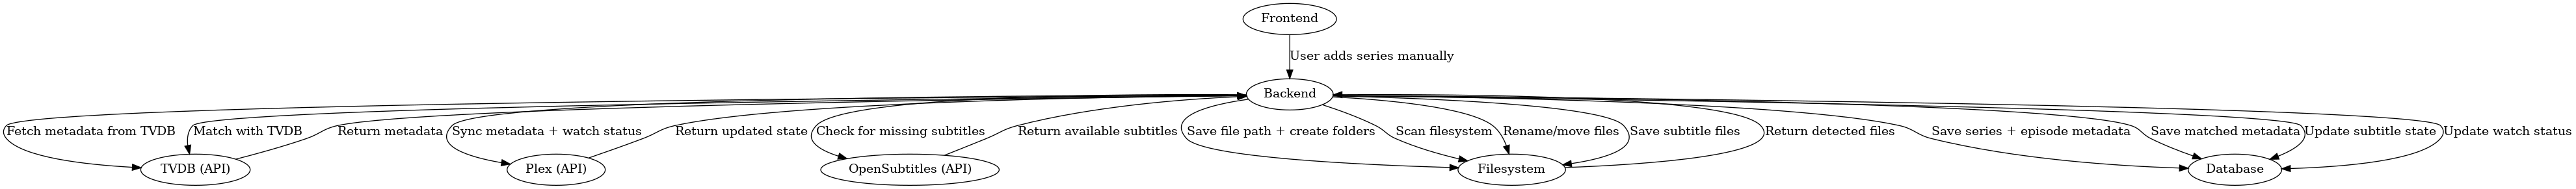 Frontend
User adds series manually
Backend
Fetch metadata from TVDB
Match with TVDB
Return metadata
Sync metadata + watch status
Return updated state
Check for missing subtitles
Return available subtitles
Save file path + create folders
Scan filesystem
Rename/move files
Save subtitle files
Return detected files
Save series + episode metadata
Save matched metadata
Update subtitle state
Update watch status
TVDB (API)
Plex (API)
OpenSubtitles (API)
Filesystem
Database